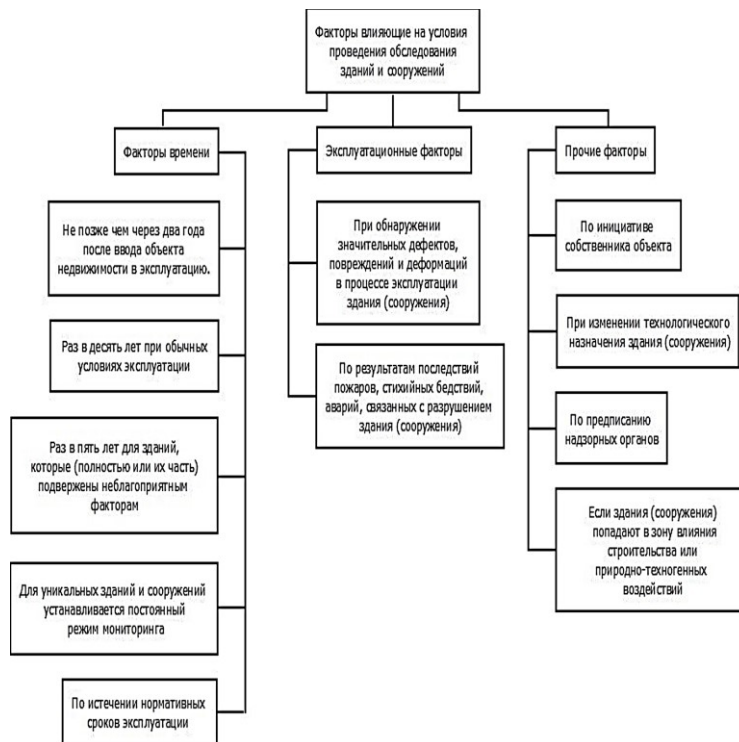 Факторы влияющие на условия
проведения обследования
зданий и сооружений
Факторы времени
Не позже чем через два года
после ввода объекта
недвижимости в эксплуатацию.
Раз в десять лет при обычных
условиях эксплуатации
Раз в пять лет для зданий,
которые (полностью или их часть)
подвержены неблагоприятным
факторам
Для уникальных зданий и сооружений
устанавливается постоянный
режим мониторинга
По истечении нормативных
сроков эксплуатации
Эксплуатационные факторы
При обнаружении
значительных дефектов,
повреждений и деформаций
в процессе эксплуатации
здания (сооружения)
По результатам последствий
пожаров, стихийных бедствий,
аварий, связанных с разрушением
здания (сооружения)
Прочие факторы
По инициативе
собственника объекта
При изменении технологического
назначения здания (сооружения)
По предписанию
надзорных органов
Если здания (сооружения)
попадают в зону влияния
строительства или
природно-техногенных
воздействий